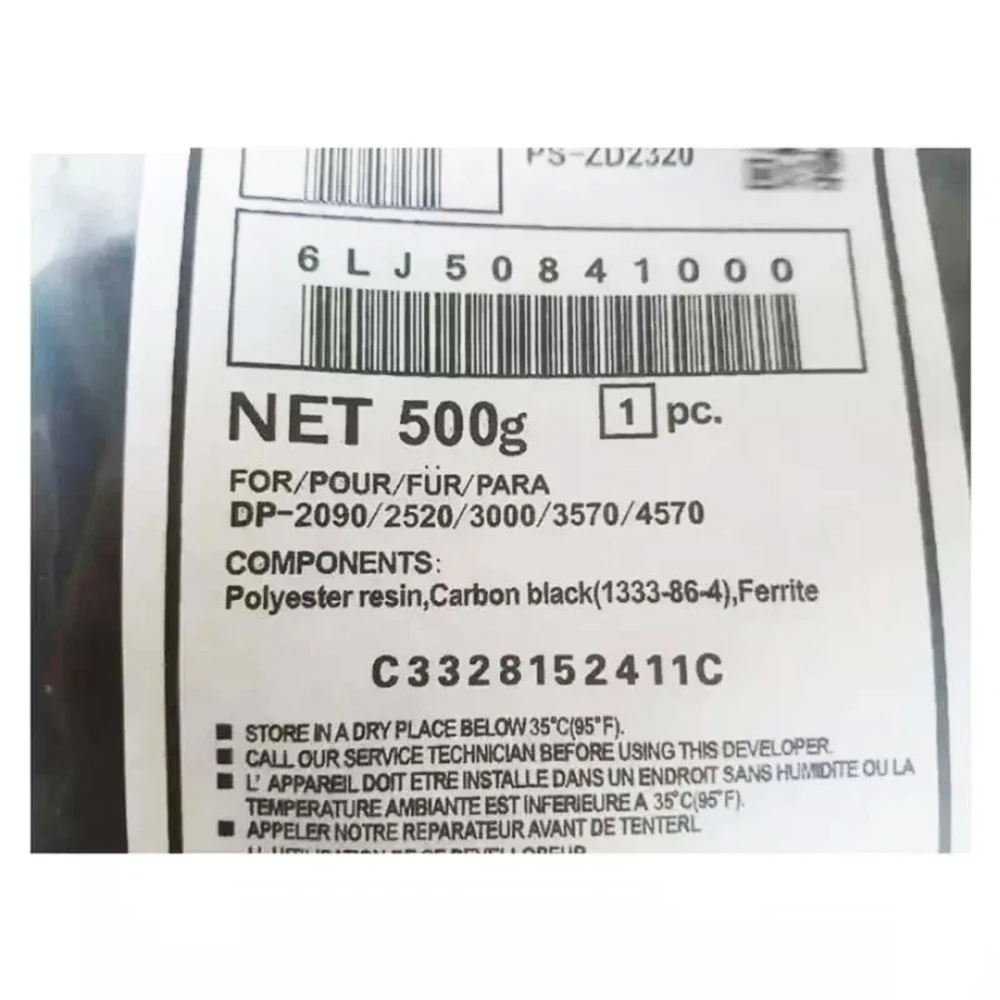 PS-ZD2320
6LJ50841000
NET 500g 1 pc.
FOR/POUR/FÜR/PARA
DP-2090/2520/3000/3570/4570
COMPONENTS:
Polyester resin,Carbon black(1333-86-4),Ferrite
C3328152411C
■ STORE IN A DRY PLACE BELOW 35°C(95°F).
■ CALL OUR SERVICE TECHNICIAN BEFORE USING THIS DEVELOPER.
■ L' APPAREIL DOIT ETRE INSTALLE DANS UN ENDROIT SANS HUMIDITE OU LA
TEMPERATURE AMBIANTE EST INFERIEURE A 35°C(95°F).
■ APPELER NOTRE REPARATEUR AVANT DE TENTERL